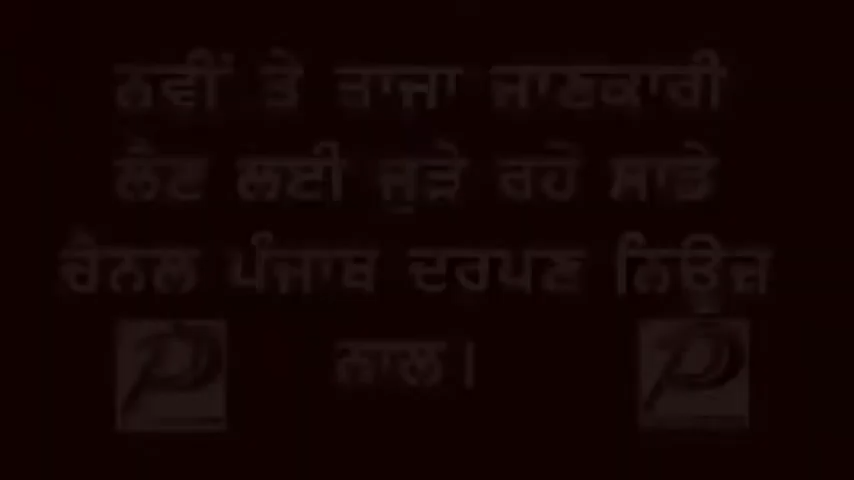 ਨਵੀਂ ਤੇ ਤਾਜਾ ਜਾਣਕਾਰੀ
ਲੈਣ ਲਈ ਜੁੜੇ ਰਹੋ ਸਾਡੇ
ਚੈਨਲ ਪੰਜਾਬ ਦਰਪਣ ਨਿਊਜ਼
ਨਾਲ।